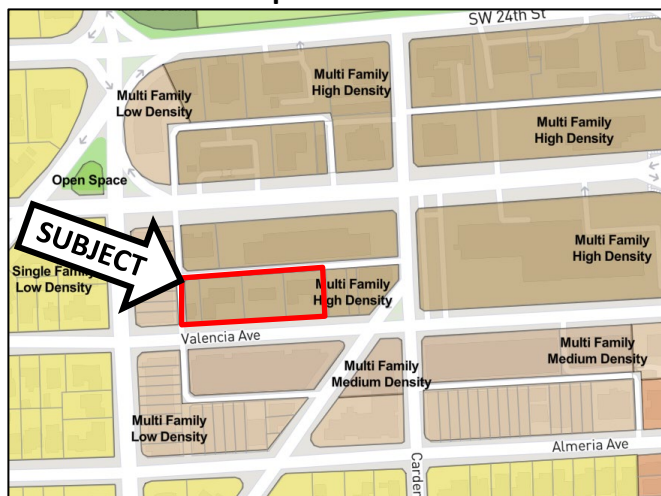 SW 24th St
Multi Family
Low Density
Multi Family
High Density
Multi Family
High Density
Open Space
SUBJECT
Single Family
Low Density
Multi Family
High Density
Multi Family
High Density
Valencia Ave
Multi Family
Medium Density
Multi Family
Medium Density
Multi Family
Low Density
Almeria Ave